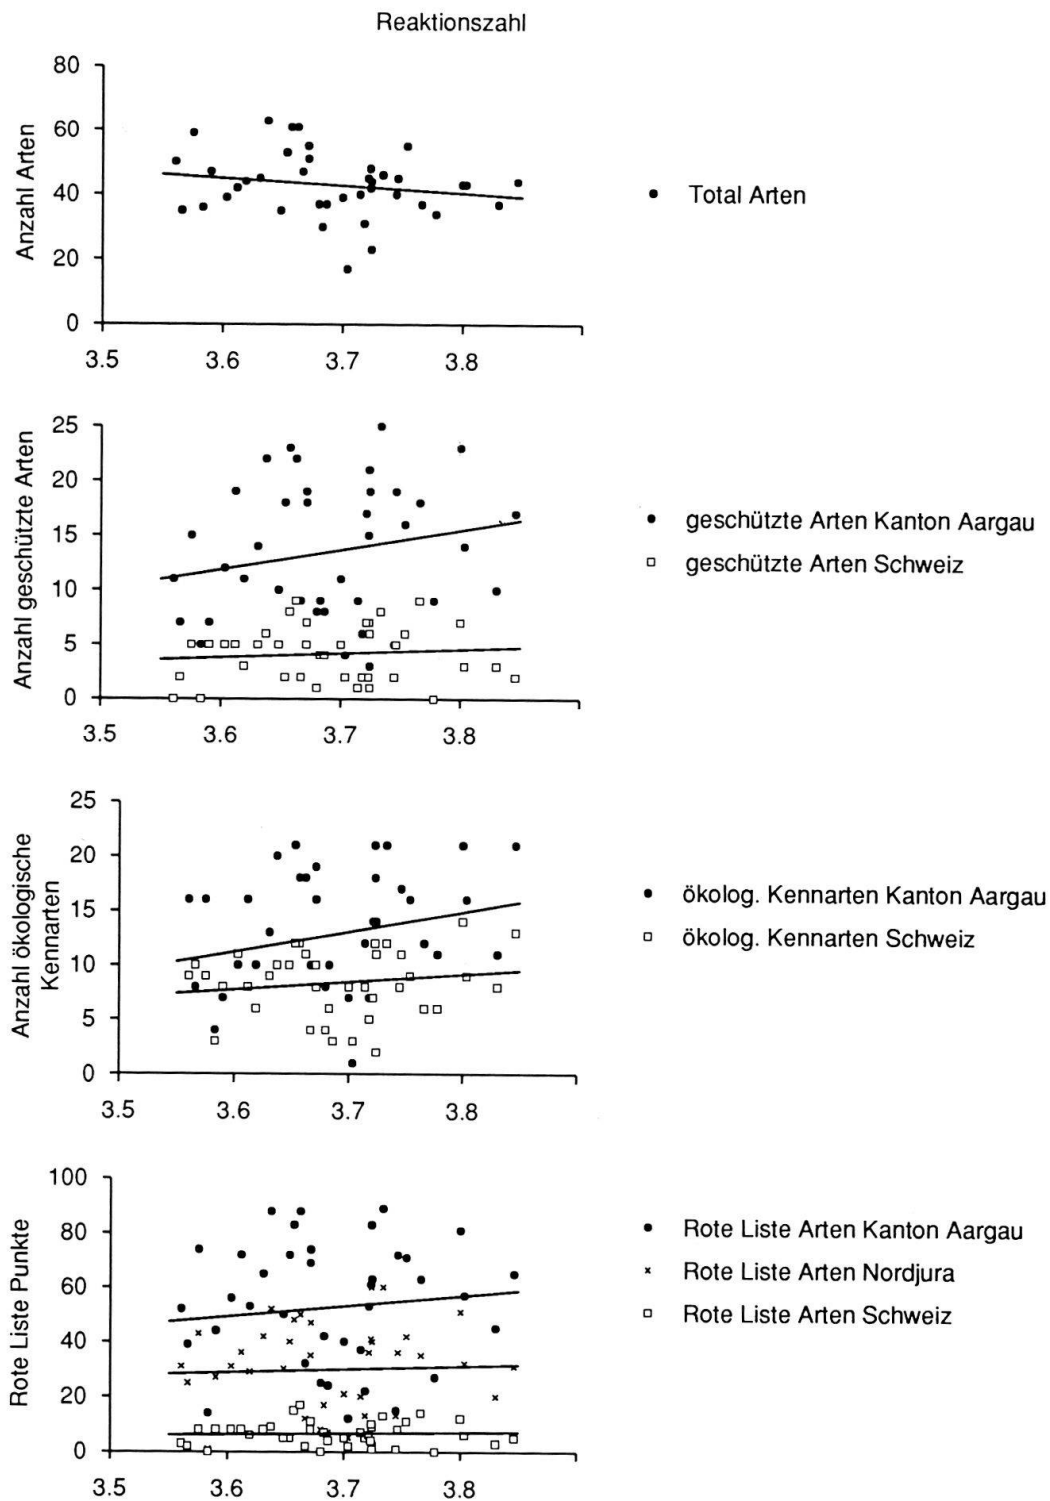 Reaktionszahl
Anzahl Arten
80
60
40
20
0
3.5 3.6 3.7 3.8
Total Arten
Anzahl geschützte Arten
25
20
15
10
5
0
3.5 3.6 3.7 3.8
geschützte Arten Kanton Aargau
geschützte Arten Schweiz
Anzahl ökologische
Kennarten
25
20
15
10
5
0
3.5 3.6 3.7 3.8
ökolog. Kennarten Kanton Aargau
ökolog. Kennarten Schweiz
Rote Liste Punkte
100
80
60
40
20
0
3.5 3.6 3.7 3.8
Rote Liste Arten Kanton Aargau
Rote Liste Arten Nordjura
Rote Liste Arten Schweiz